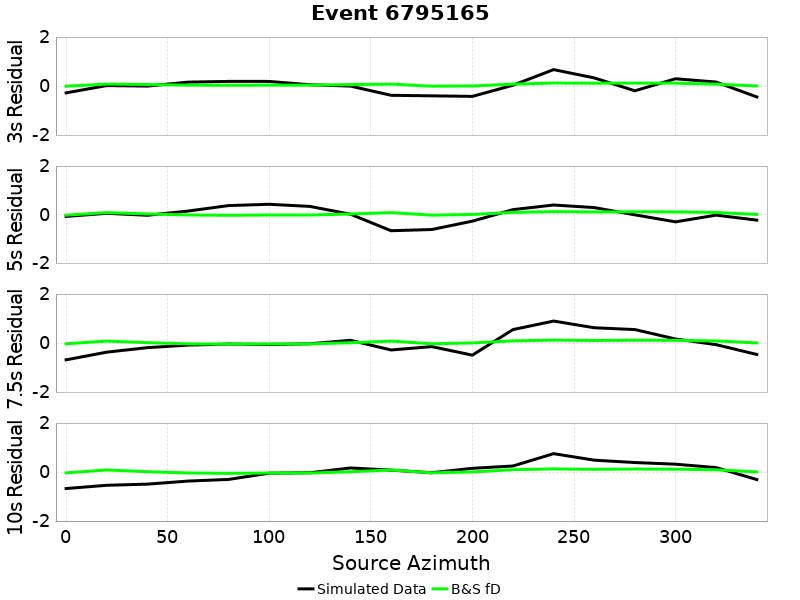 Event 6795165
3s Residual
2
0
-2
5s Residual
2
0
-2
7.5s Residual
2
0
-2
10s Residual
2
0
-2
0 50 100 150 200 250 300
Source Azimuth
Simulated Data B&S fD